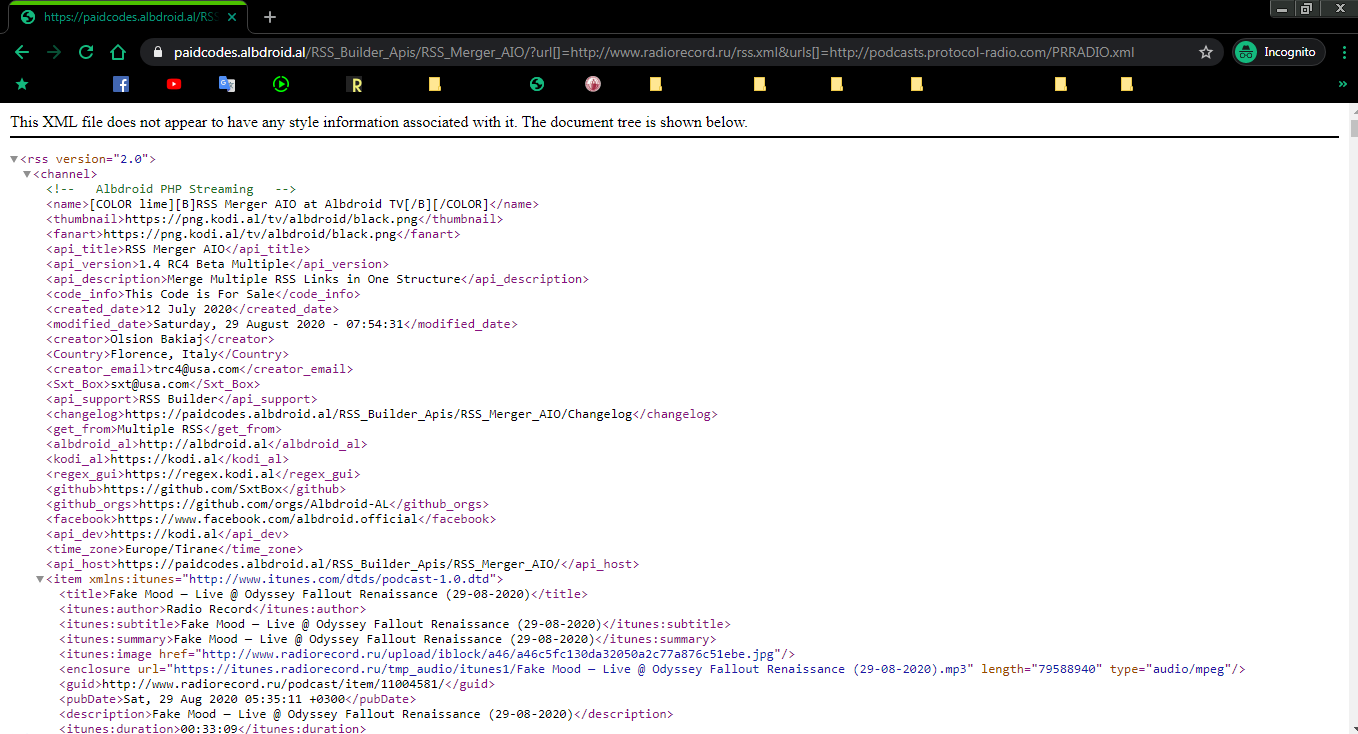 https://paidcodes.albdroid.al/RSS
paidcodes.albdroid.al/RSS_Builder_Apis/RSS_Merger_AIO/?url[]=http://www.radiorecord.ru/rss.xml&urls[]=http://podcasts.protocol-radio.com/PRRADIO.xml
Incognito
This XML file does not appear to have any style information associated with it. The document tree is shown below.
<rss version="2.0">
<channel>
<!-- Albdroid PHP Streaming -->
<name>[COLOR lime][B]RSS Merger AIO at Albdroid TV[/B][/COLOR]</name>
<thumbnail>https://png.kodi.al/tv/albdroid/black.png</thumbnail>
<fanart>https://png.kodi.al/tv/albdroid/black.png</fanart>
<api_title>RSS Merger AIO</api_title>
<api_version>1.4 RC4 Beta Multiple</api_version>
<api_description>Merge Multiple RSS Links in One Structure</api_description>
<code_info>This Code is For Sale</code_info>
<created_date>12 July 2020</created_date>
<modified_date>Saturday, 29 August 2020 - 07:54:31</modified_date>
<creator>Olsion Bakiaj</creator>
<Country>Florence, Italy</Country>
<creator_email>trc4@usa.com</creator_email>
<Sxt_Box>sxt@usa.com</Sxt_Box>
<api_support>RSS Builder</api_support>
<changelog>https://paidcodes.albdroid.al/RSS_Builder_Apis/RSS_Merger_AIO/Changelog</changelog>
<get_from>Multiple RSS</get_from>
<albdroid_al>http://albdroid.al</albdroid_al>
<kodi_al>https://kodi.al</kodi_al>
<regex_gui>https://regex.kodi.al</regex_gui>
<github>https://github.com/SxtBox</github>
<github_orgs>https://github.com/orgs/Albdroid-AL</github_orgs>
<facebook>https://www.facebook.com/albdroid.official</facebook>
<api_dev>https://kodi.al</api_dev>
<time_zone>Europe/Tirane</time_zone>
<api_host>https://paidcodes.albdroid.al/RSS_Builder_Apis/RSS_Merger_AIO/</api_host>
<item xmlns:itunes="http://www.itunes.com/dtds/podcast-1.0.dtd">
<title>Fake Mood – Live @ Odyssey Fallout Renaissance (29-08-2020)</title>
<itunes:author>Radio Record</itunes:author>
<itunes:subtitle>Fake Mood – Live @ Odyssey Fallout Renaissance (29-08-2020)</itunes:subtitle>
<itunes:summary>Fake Mood – Live @ Odyssey Fallout Renaissance (29-08-2020)</itunes:summary>
<itunes:image href="http://www.radiorecord.ru/upload/iblock/a46/a46c5fc130da32050a2c77a876c51ebe.jpg"/>
<enclosure url="https://itunes.radiorecord.ru/tmp_audio/itunes1/Fake Mood – Live @ Odyssey Fallout Renaissance (29-08-2020).mp3" length="79588940" type="audio/mpeg"/>
<guid>http://www.radiorecord.ru/podcast/item/11004581/</guid>
<pubDate>Sat, 29 Aug 2020 05:35:11 +0300</pubDate>
<description>Fake Mood – Live @ Odyssey Fallout Renaissance (29-08-2020)</description>
<itunes:duration>00:33:09</itunes:duration>